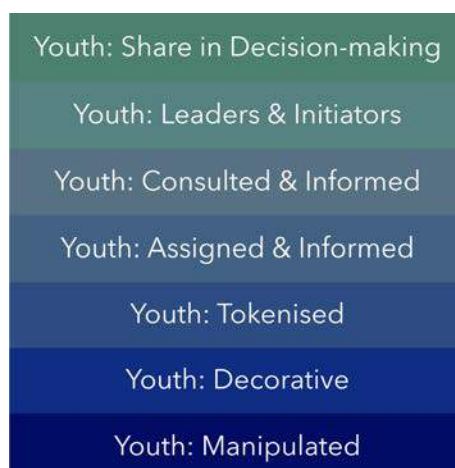 Youth: Share in Decision-making
Youth: Leaders & Initiators
Youth: Consulted & Informed
Youth: Assigned & Informed
Youth: Tokenised
Youth: Decorative
Youth: Manipulated